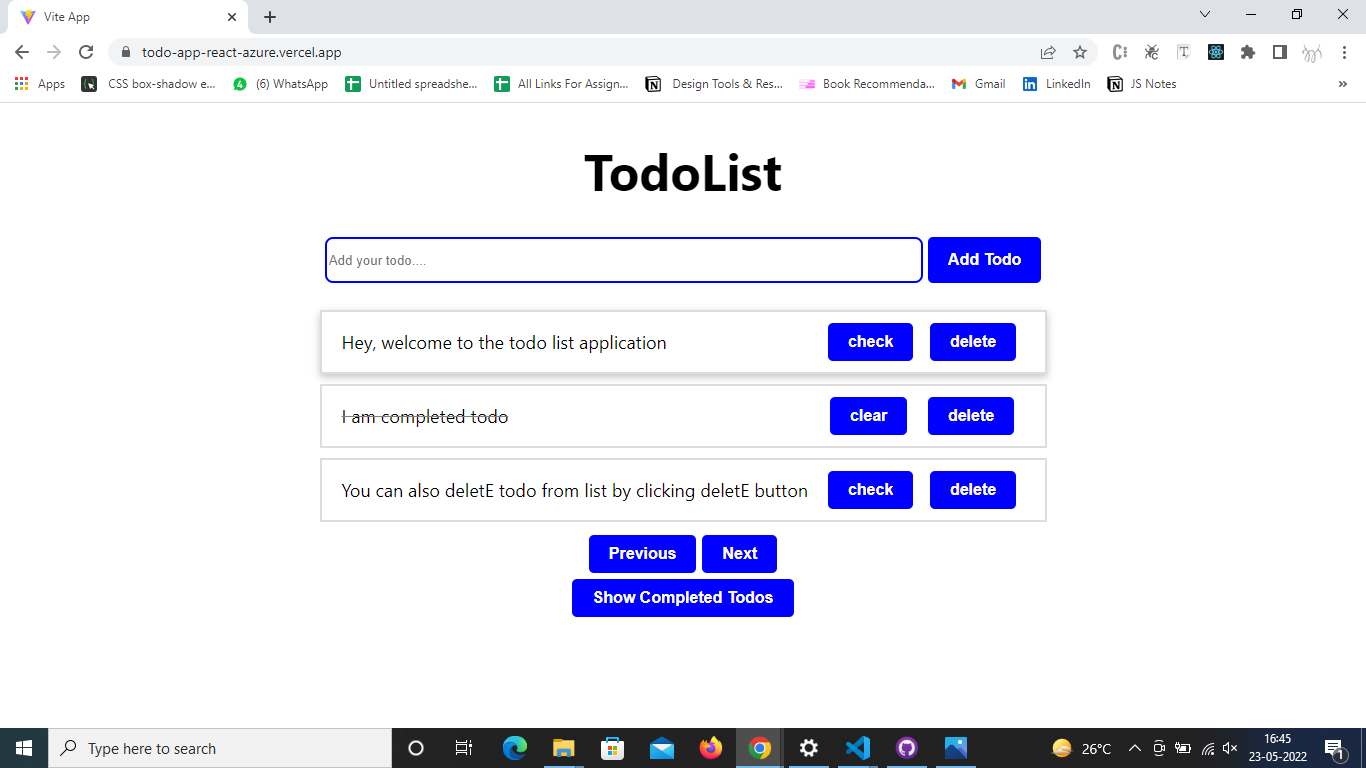 Vite App
todo-app-react-azure.vercel.app
Apps CSS box-shadow e... (6) WhatsApp Untitled spreadshe... All Links For Assign... Design Tools & Res... Book Recommenda... Gmail LinkedIn JS Notes »
TodoList
Add your todo.... Add Todo
Hey, welcome to the todo list application check delete
I am completed todo clear delete
You can also deletE todo from list by clicking deletE button check delete
Previous Next
Show Completed Todos
Type here to search 26°C 16:45
23-05-2022 1